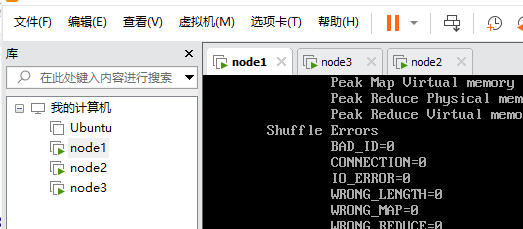 文件(F) 编辑(E) 查看(V) 虚拟机(M) 选项卡(T) 帮助(H)
库
在此处键入内容进行搜索
我的计算机
Ubuntu
node1
node2
node3
node1 node3 node2
Peak Map Virtual memory
Peak Reduce Physical mem
Peak Reduce Virtual memo
Shuffle Errors
BAD_ID=0
CONNECTION=0
IO_ERROR=0
WRONG_LENGTH=0
WRONG_MAP=0
WRONG_REDUCE=0